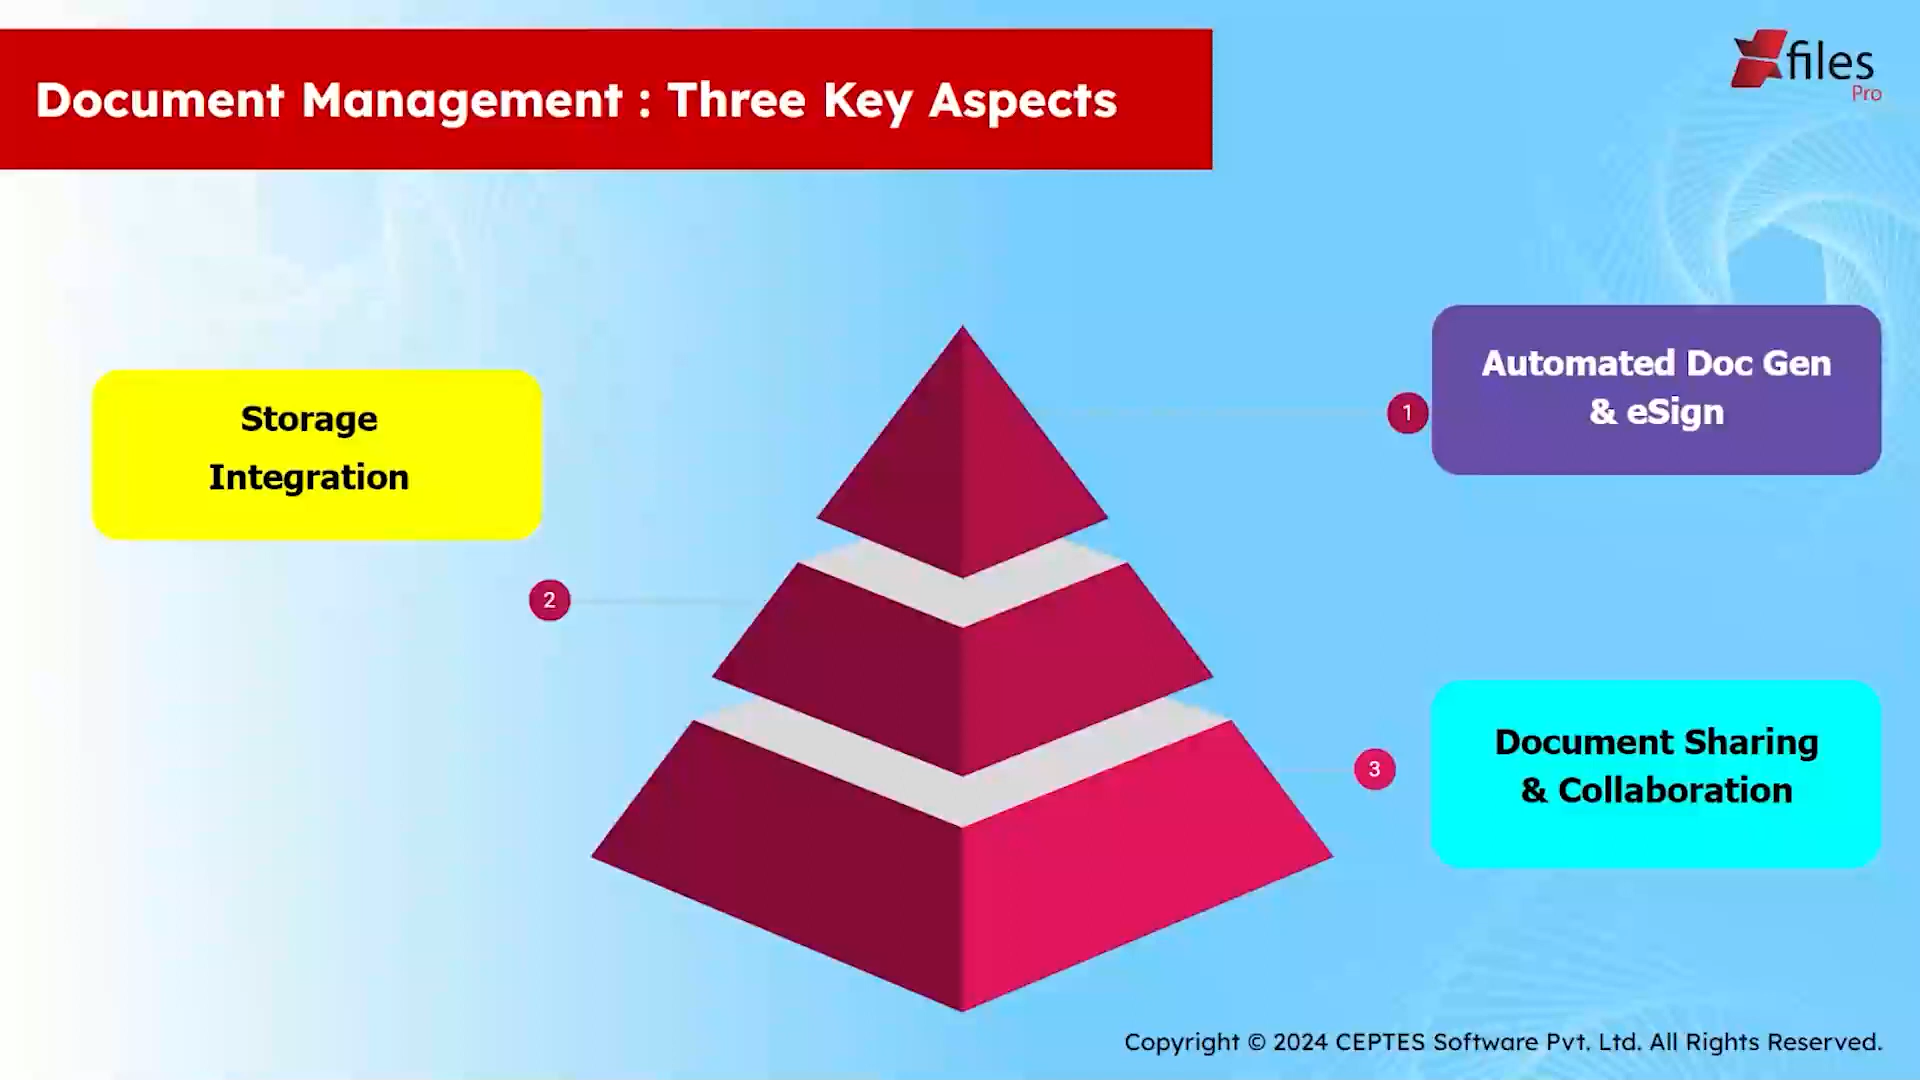 Document Management : Three Key Aspects
files
Pro
1
Automated Doc Gen
& eSign
Storage
Integration
2
3
Document Sharing
& Collaboration
Copyright © 2024 CEPTES Software Pvt. Ltd. All Rights Reserved.